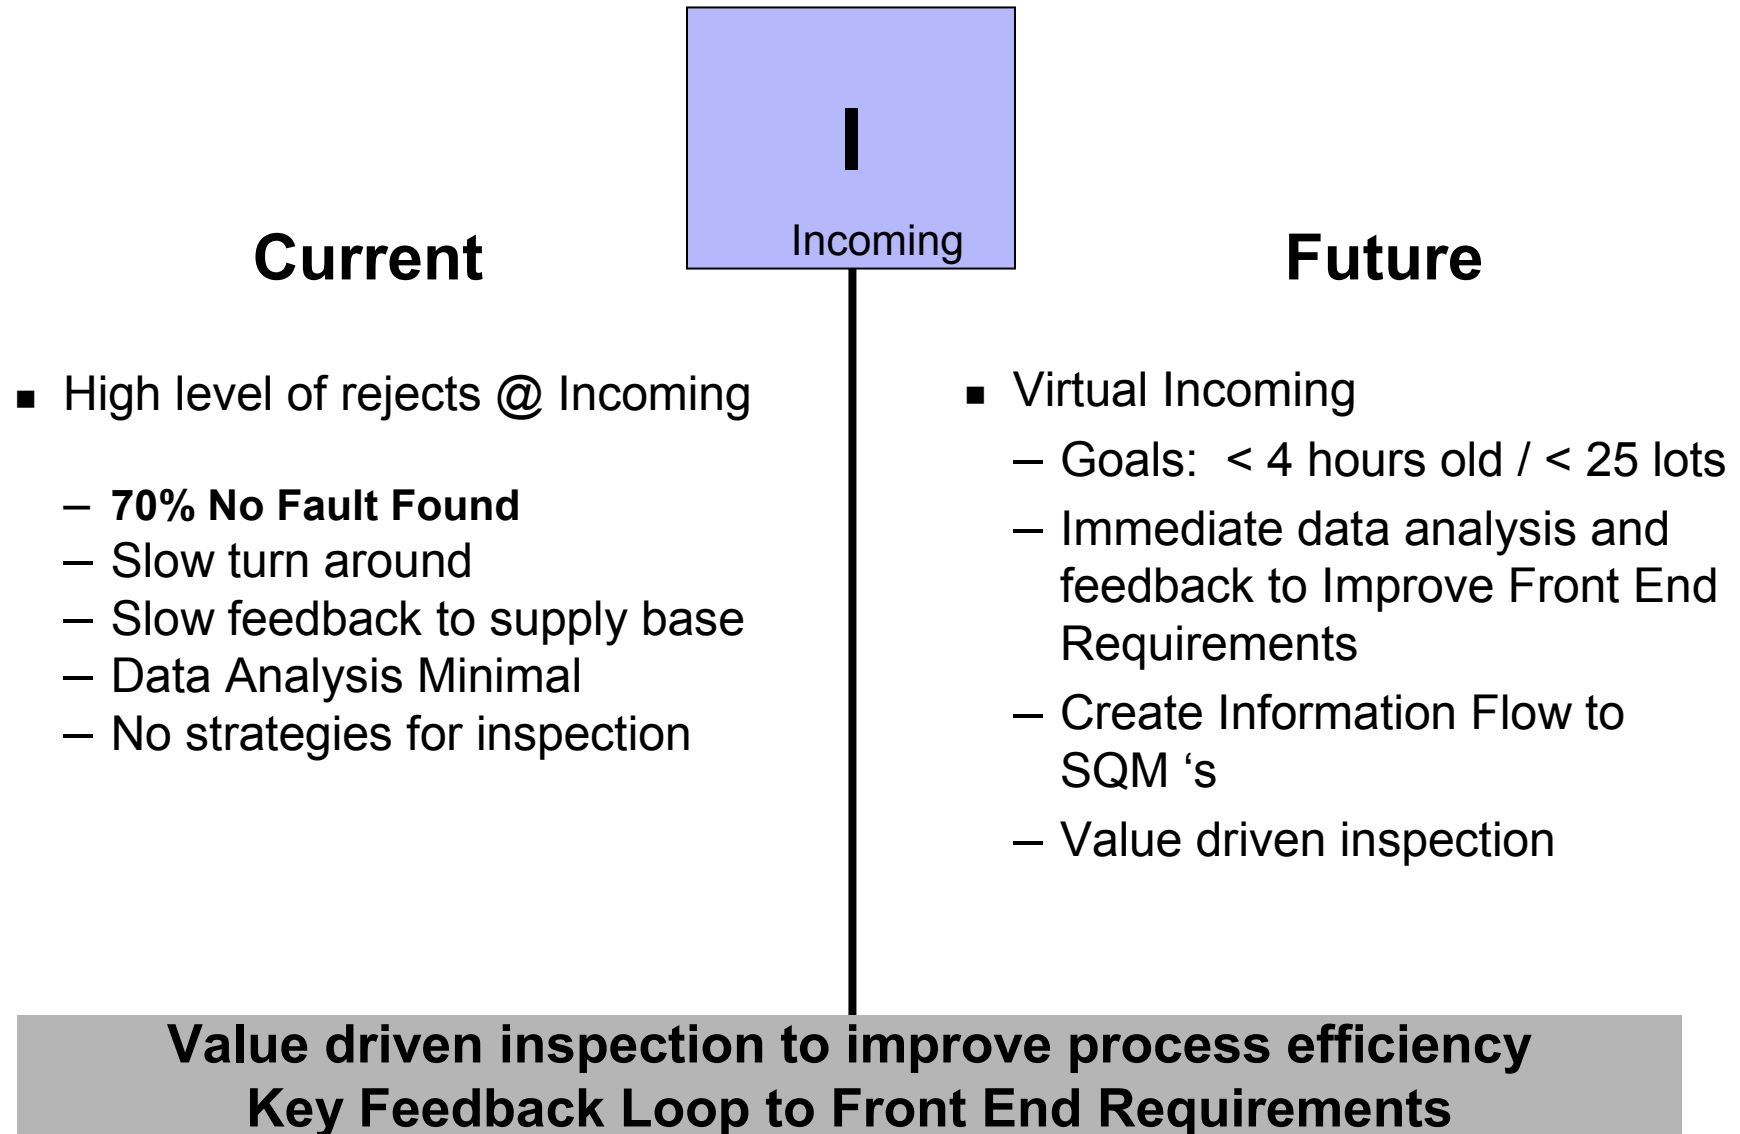 I
Incoming
Current
■ High level of rejects @ Incoming
– 70% No Fault Found
– Slow turn around
– Slow feedback to supply base
– Data Analysis Minimal
– No strategies for inspection
Future
■ Virtual Incoming
– Goals: < 4 hours old / < 25 lots
– Immediate data analysis and
feedback to Improve Front End
Requirements
– Create Information Flow to
SQM ‘s
– Value driven inspection
Value driven inspection to improve process efficiency
Key Feedback Loop to Front End Requirements